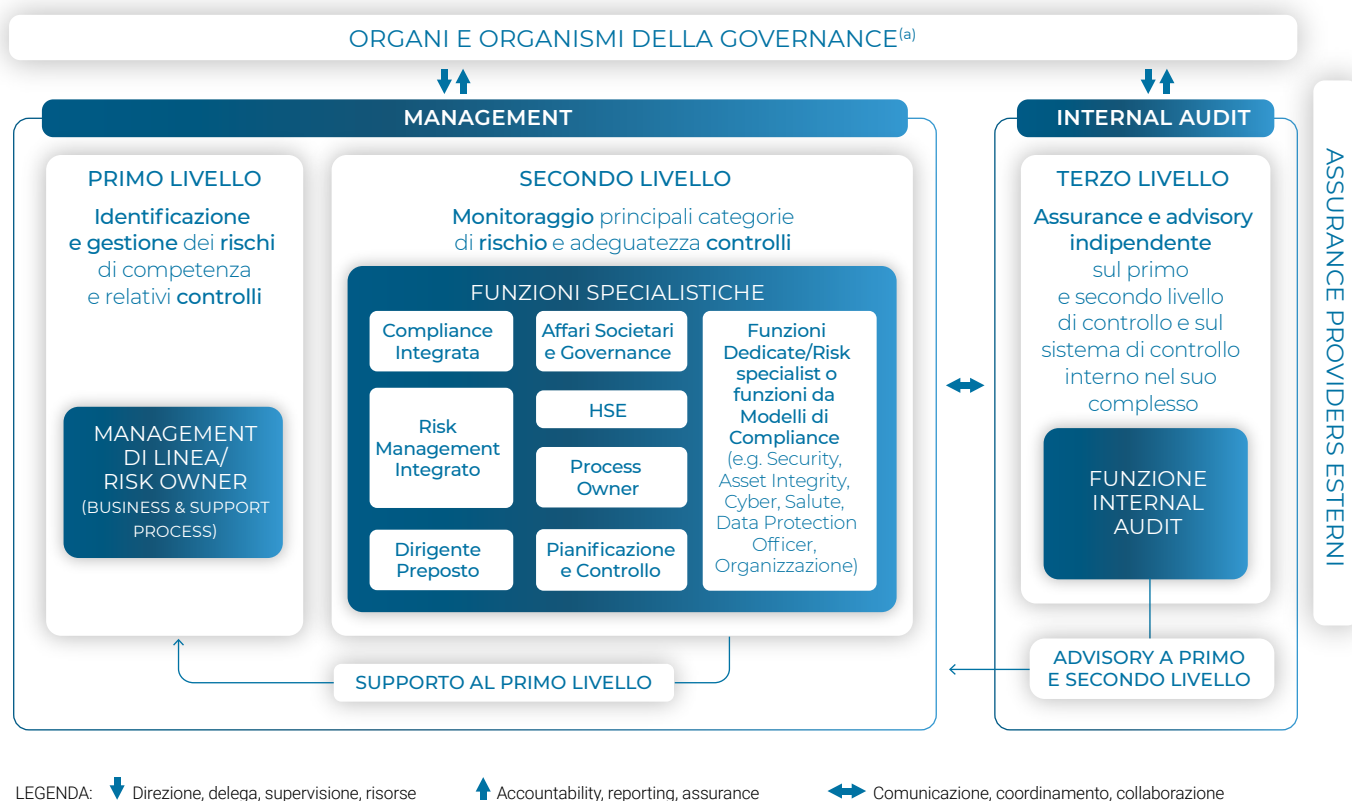 ORGANI E ORGANISMI DELLA GOVERNANCE(a)
MANAGEMENT
PRIMO LIVELLO
Identificazione
e gestione dei rischi
di competenza
e relativi controlli
MANAGEMENT
DI LINEA/
RISK OWNER
(BUSINESS & SUPPORT
PROCESS)
SECONDO LIVELLO
Monitoraggio principali categorie
di rischio e adeguatezza controlli
FUNZIONI SPECIALISTICHE
Compliance
Integrata
Risk
Management
Integrato
Dirigente
Preposto
Affari Societari
e Governance
HSE
Process
Owner
Pianificazione
e Controllo
Funzioni
Dedicate/Risk
specialist o
funzioni da
Modelli di
Compliance
(e.g. Security,
Asset Integrity,
Cyber, Salute,
Data Protection
Officer,
Organizzazione)
SUPPORTO AL PRIMO LIVELLO
INTERNAL AUDIT
TERZO LIVELLO
Assurance e advisory
indipendente
sul primo
e secondo livello
di controllo e sul
sistema di controllo
interno nel suo
complesso
FUNZIONE
INTERNAL
AUDIT
ADVISORY A PRIMO
E SECONDO LIVELLO
ASSURANCE PROVIDERS ESTERNI
LEGENDA: Direzione, delega, supervisione, risorse Accountability, reporting, assurance Comunicazione, coordinamento, collaborazione